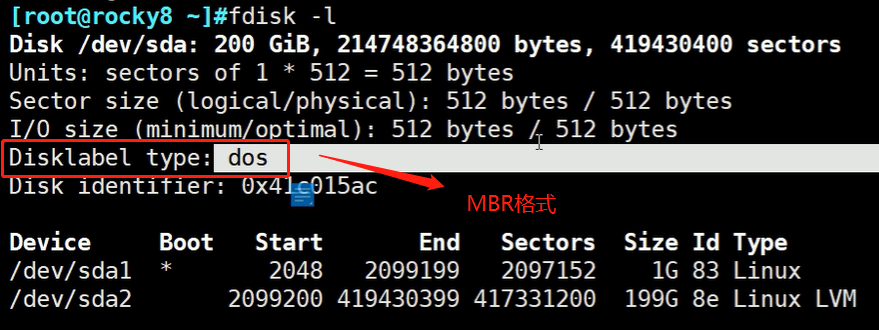 [root@rocky8 ~]#fdisk -l
Disk /dev/sda: 200 GiB, 214748364800 bytes, 419430400 sectors
Units: sectors of 1 * 512 = 512 bytes
Sector size (logical/physical): 512 bytes / 512 bytes
I/O size (minimum/optimal): 512 bytes / 512 bytes
Disklabel type: dos
Disk identifier: 0x41c015ac
MBR格式
Device     Boot   Start       End   Sectors  Size Id Type
/dev/sda1  *       2048   2099199   2097152    1G 83 Linux
/dev/sda2       2099200 419430399 417331200  199G 8e Linux LVM